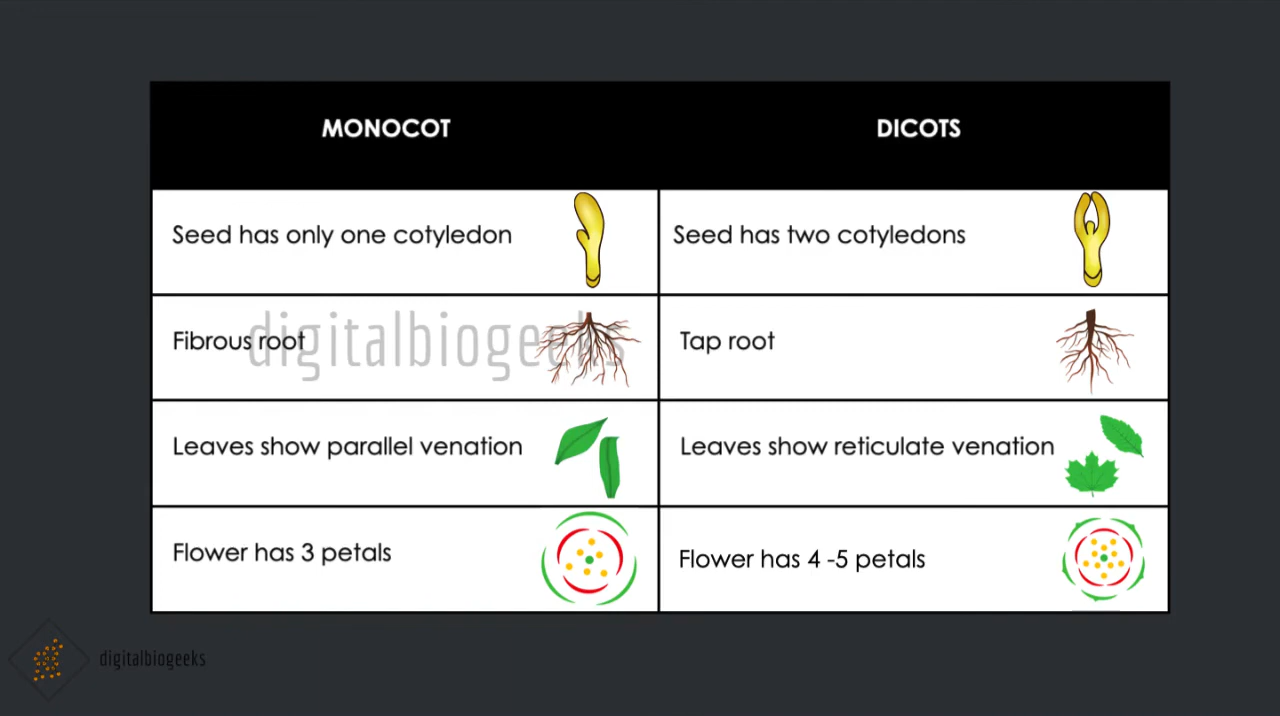 MONOCOT DICOTS
Seed has only one cotyledon Seed has two cotyledons
digitalbiogeeks
Fibrous root Tap root
Leaves show parallel venation Leaves show reticulate venation
Flower has 3 petals Flower has 4 -5 petals
digitalbiogeeks